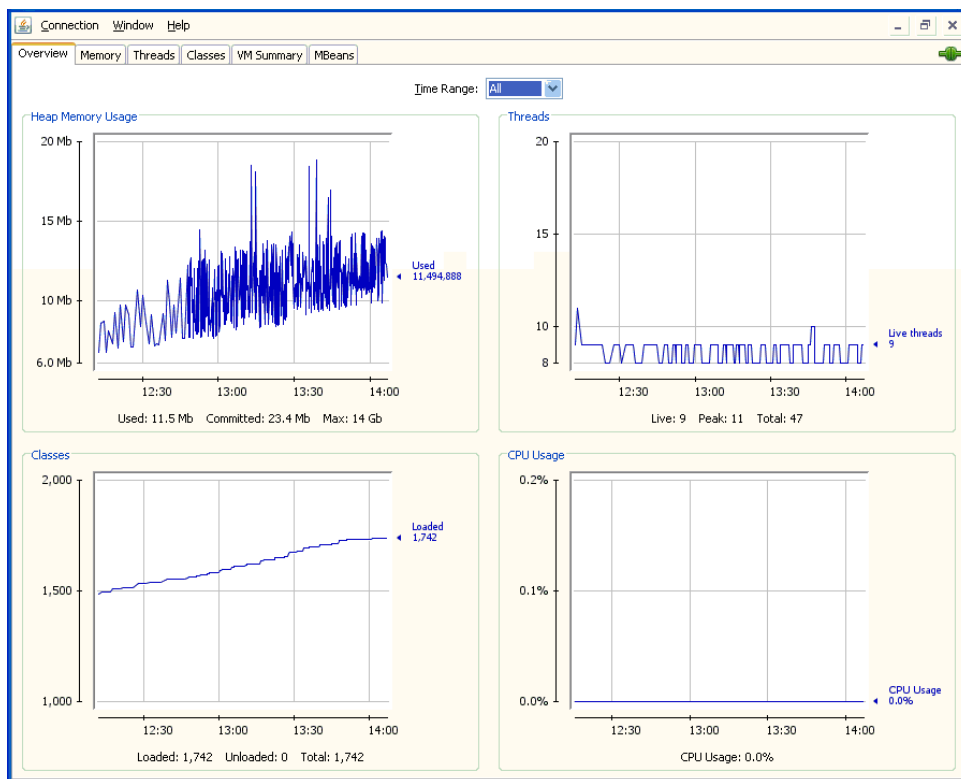 Connection Window Help
Overview Memory Threads Classes VM Summary MBeans
Time Range: All
Heap Memory Usage
20 Mb
15 Mb
10 Mb
6.0 Mb
Used
11,494,888
12:30 13:00 13:30 14:00
Used: 11.5 Mb Committed: 23.4 Mb Max: 14 Gb
Threads
20
15
10
8
Live threads
9
12:30 13:00 13:30 14:00
Live: 9 Peak: 11 Total: 47
Classes
2,000
1,500
1,000
Loaded
1,742
12:30 13:00 13:30 14:00
Loaded: 1,742 Unloaded: 0 Total: 1,742
CPU Usage
0.2%
0.1%
0.0%
CPU Usage
0.0%
12:30 13:00 13:30 14:00
CPU Usage: 0.0%